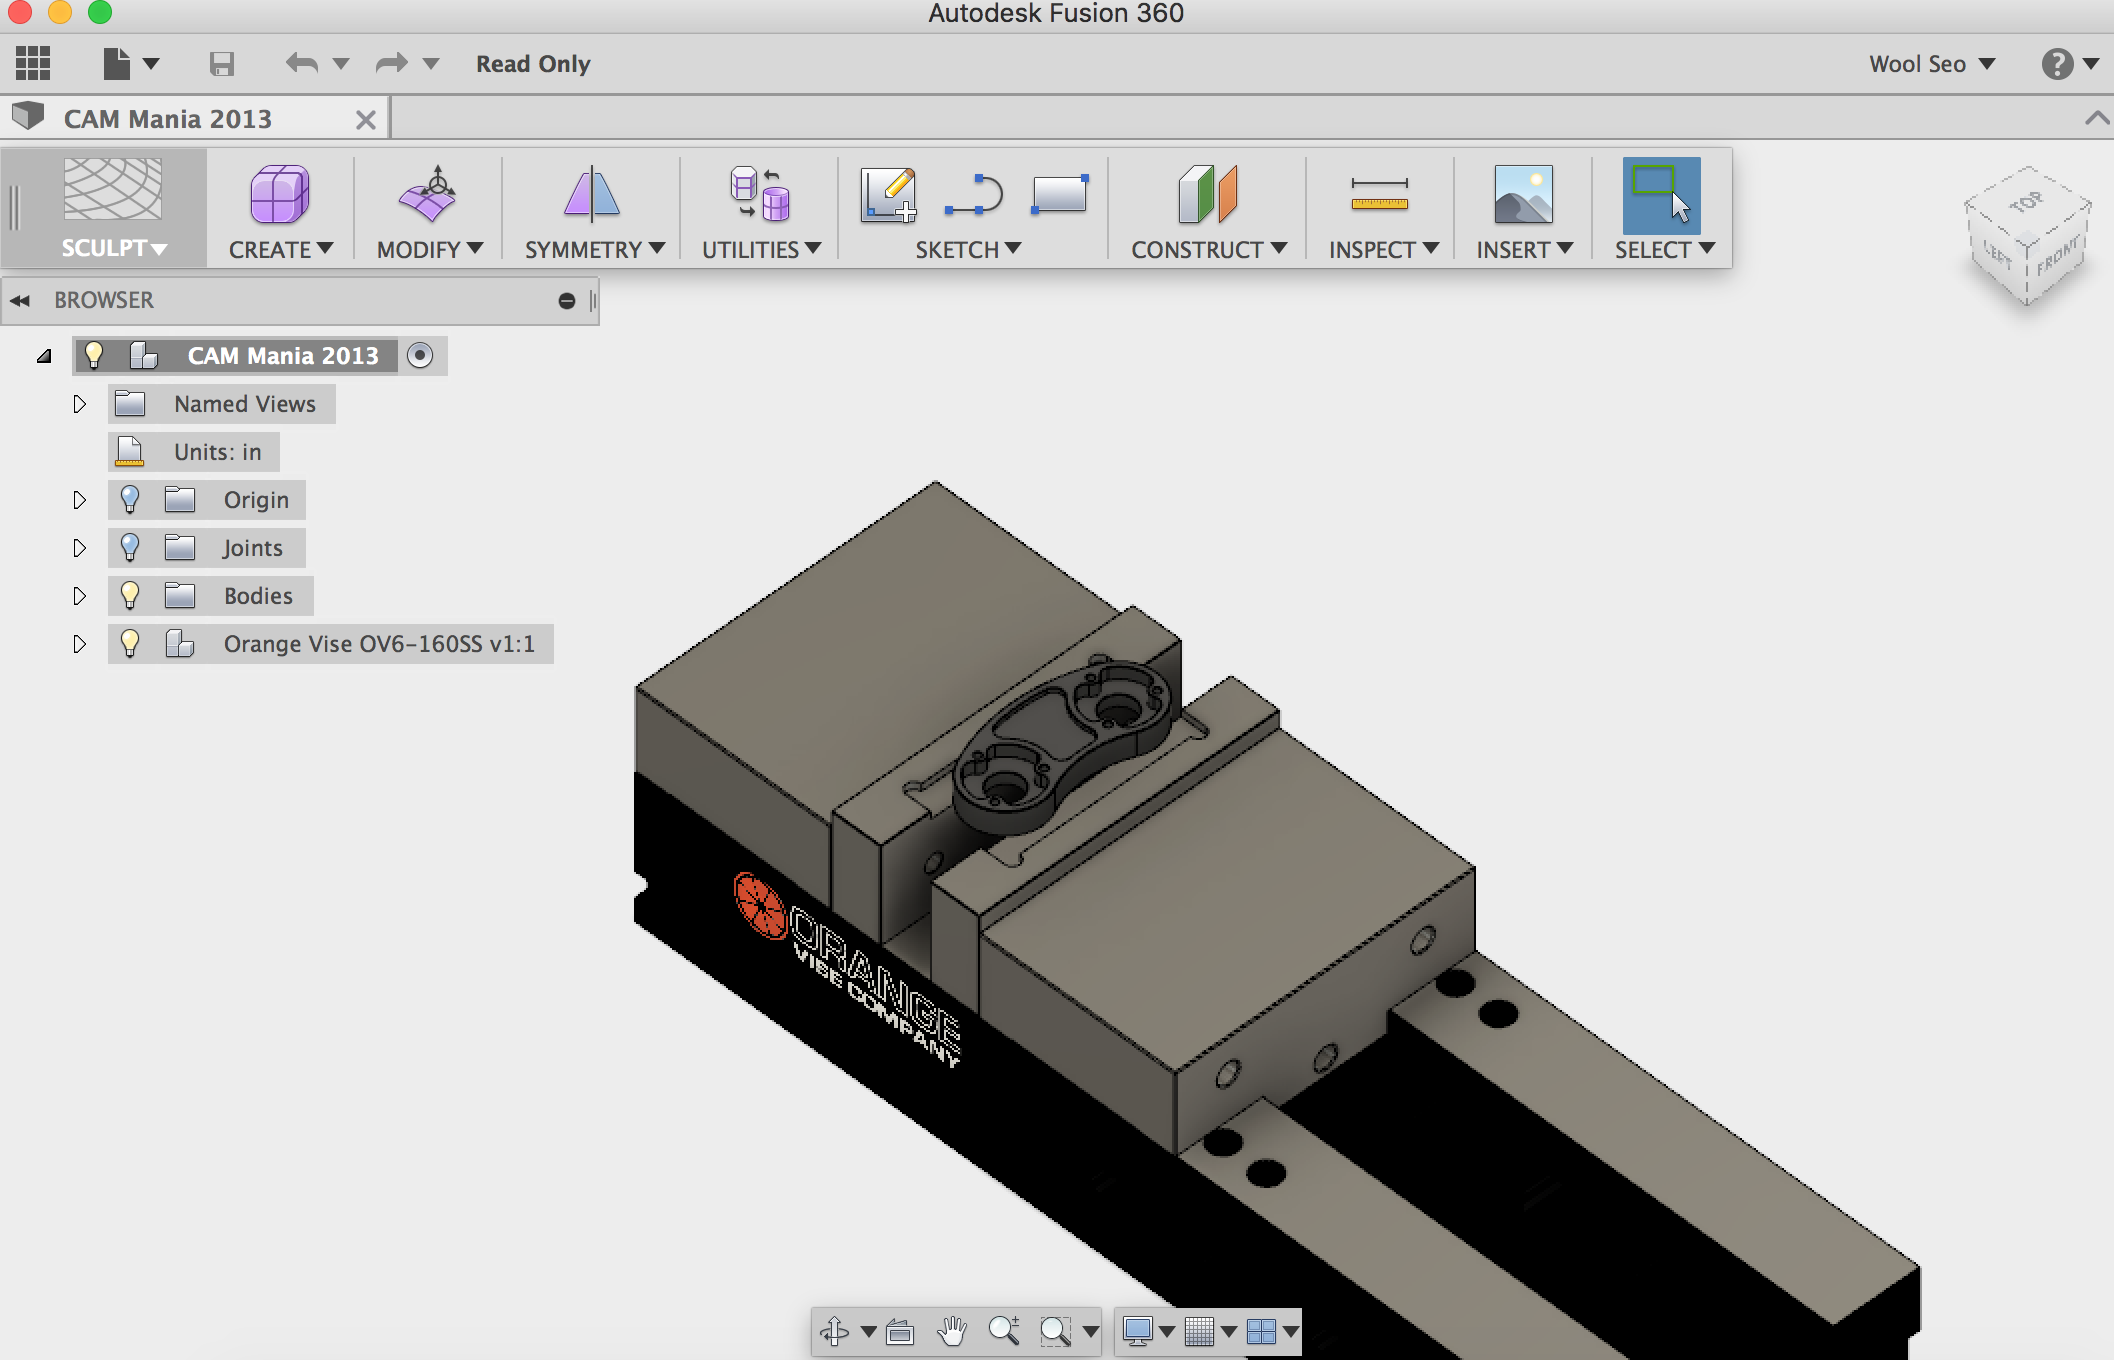 Autodesk Fusion 360
Read Only
Wool Seo
?
CAM Mania 2013
SCULPT
CREATE
MODIFY
SYMMETRY
UTILITIES
SKETCH
CONSTRUCT
INSPECT
INSERT
SELECT
TOP
LEFT
FRONT
BROWSER
CAM Mania 2013
Named Views
Units: in
Origin
Joints
Bodies
Orange Vise OV6-160SS v1:1
ORANGE
VISE COMPANY